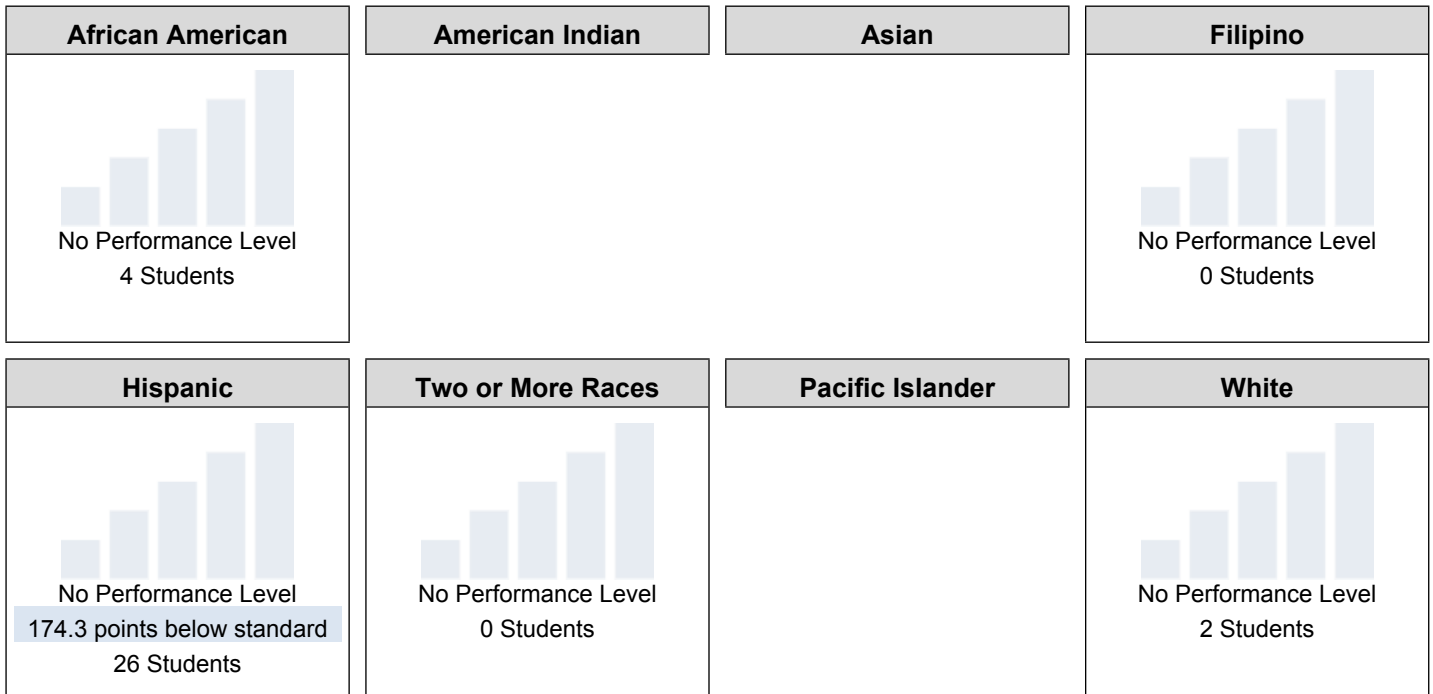 African American
No Performance Level
4 Students
American Indian
Asian
Filipino
No Performance Level
0 Students
Hispanic
No Performance Level
174.3 points below standard
26 Students
Two or More Races
No Performance Level
0 Students
Pacific Islander
White
No Performance Level
2 Students